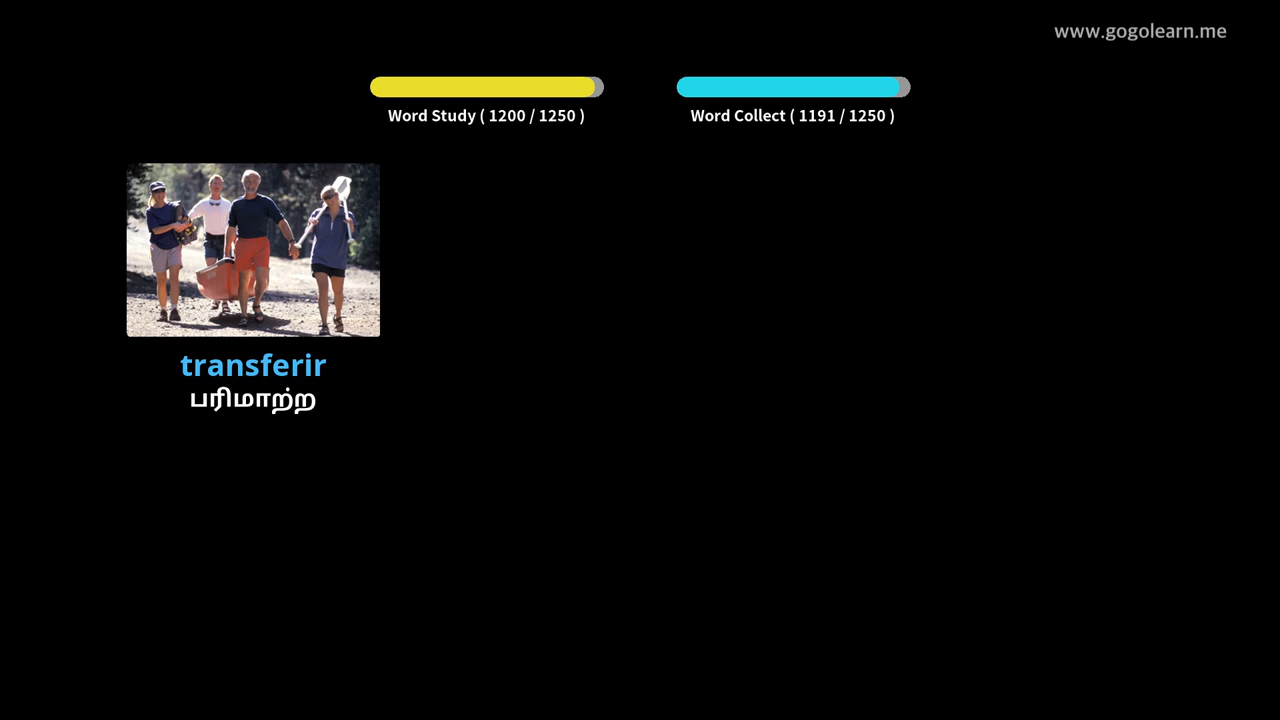 www.gogolearn.me
Word Study ( 1200 / 1250 )
Word Collect ( 1191 / 1250 )
transferir
பரிமாற்ற